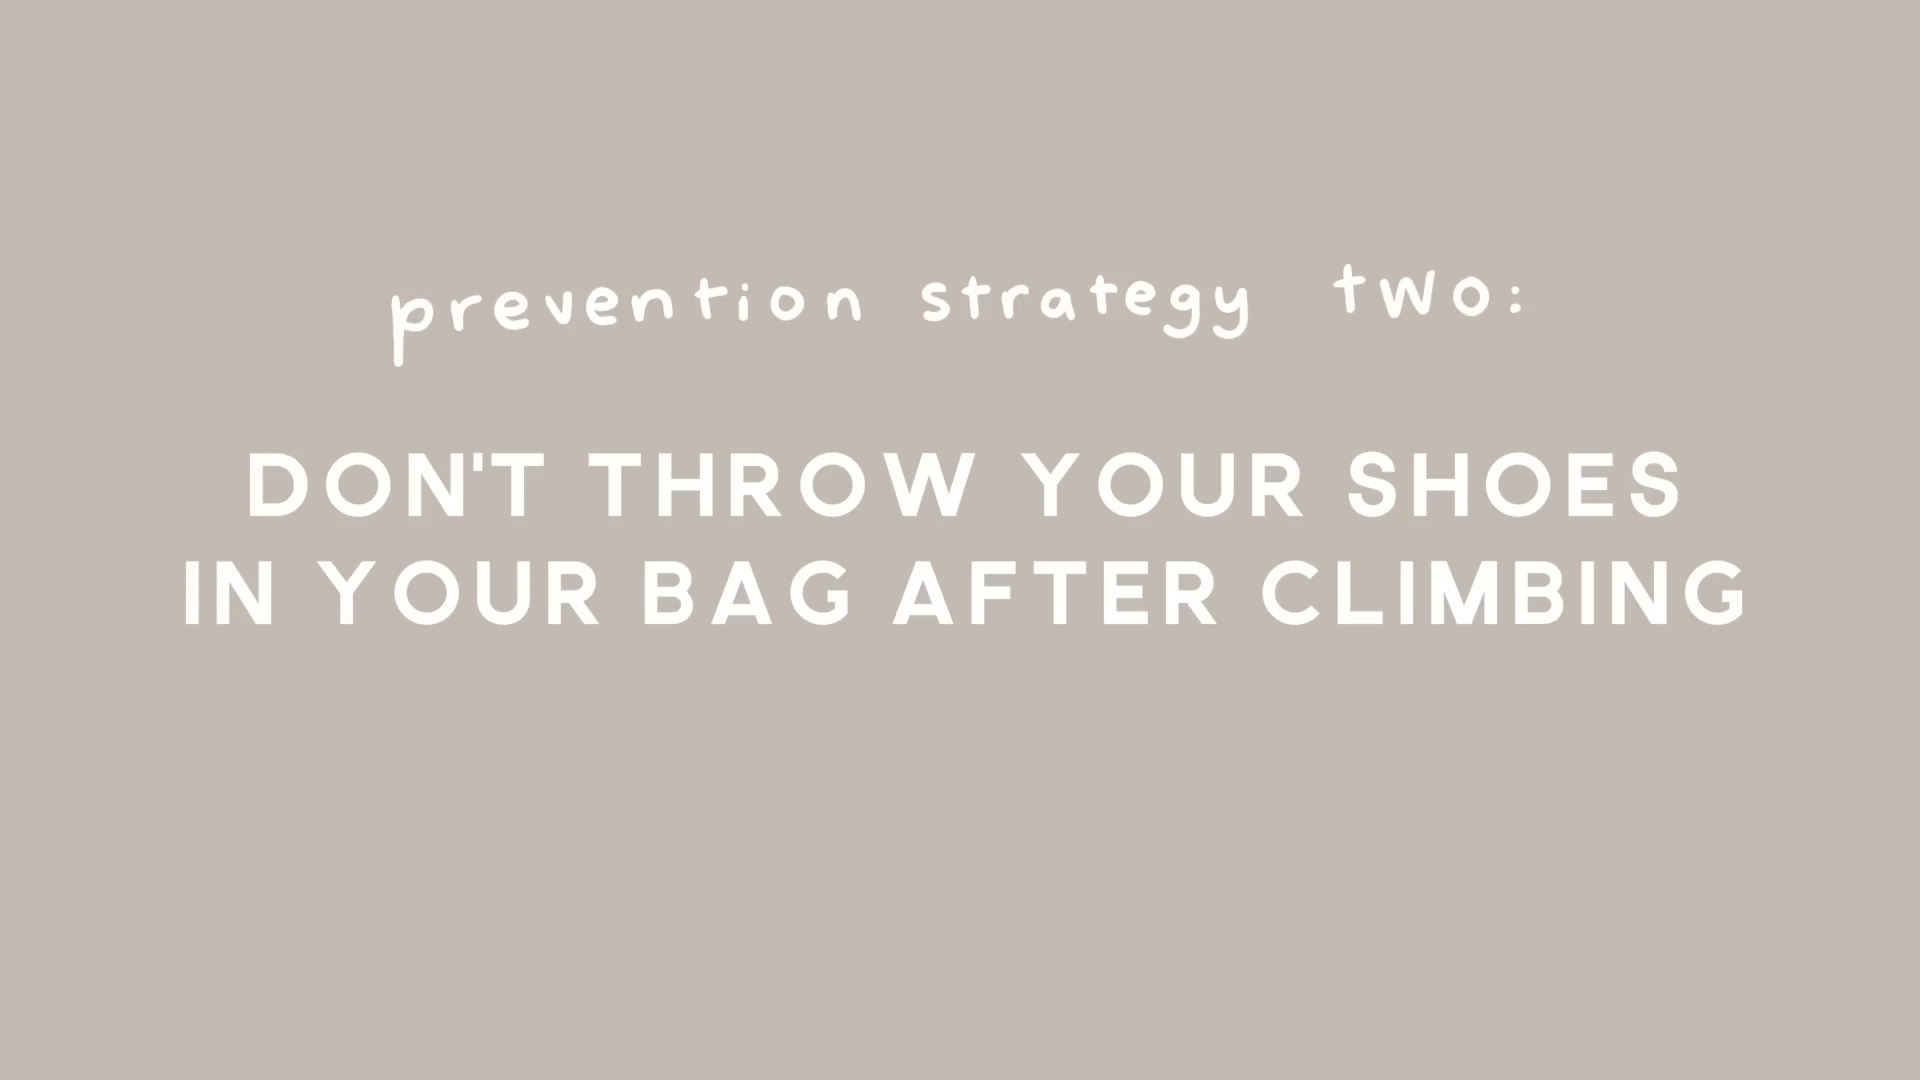 prevention strategy two:
DON'T THROW YOUR SHOES
IN YOUR BAG AFTER CLIMBING